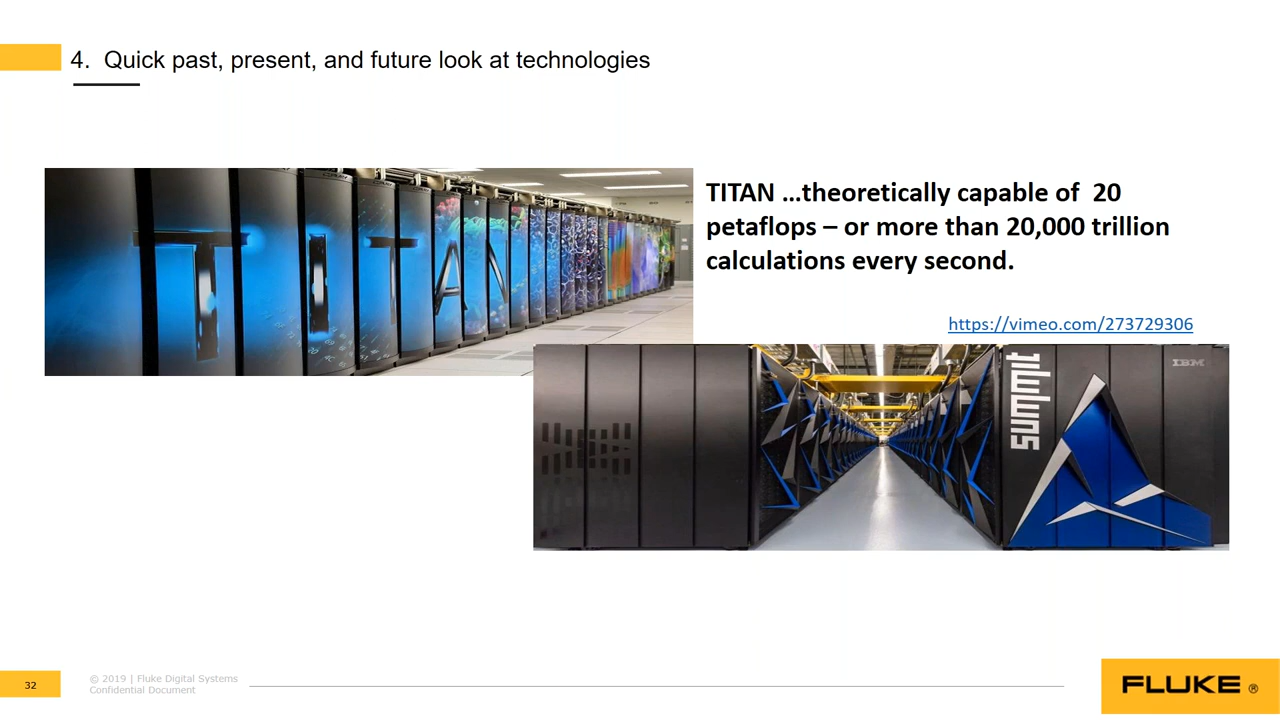 4. Quick past, present, and future look at technologies
TITAN
TITAN …theoretically capable of 20
petaflops – or more than 20,000 trillion
calculations every second.
https://vimeo.com/273729306
summit
IBM
32
© 2019 | Fluke Digital Systems
Confidential Document
FLUKE ®